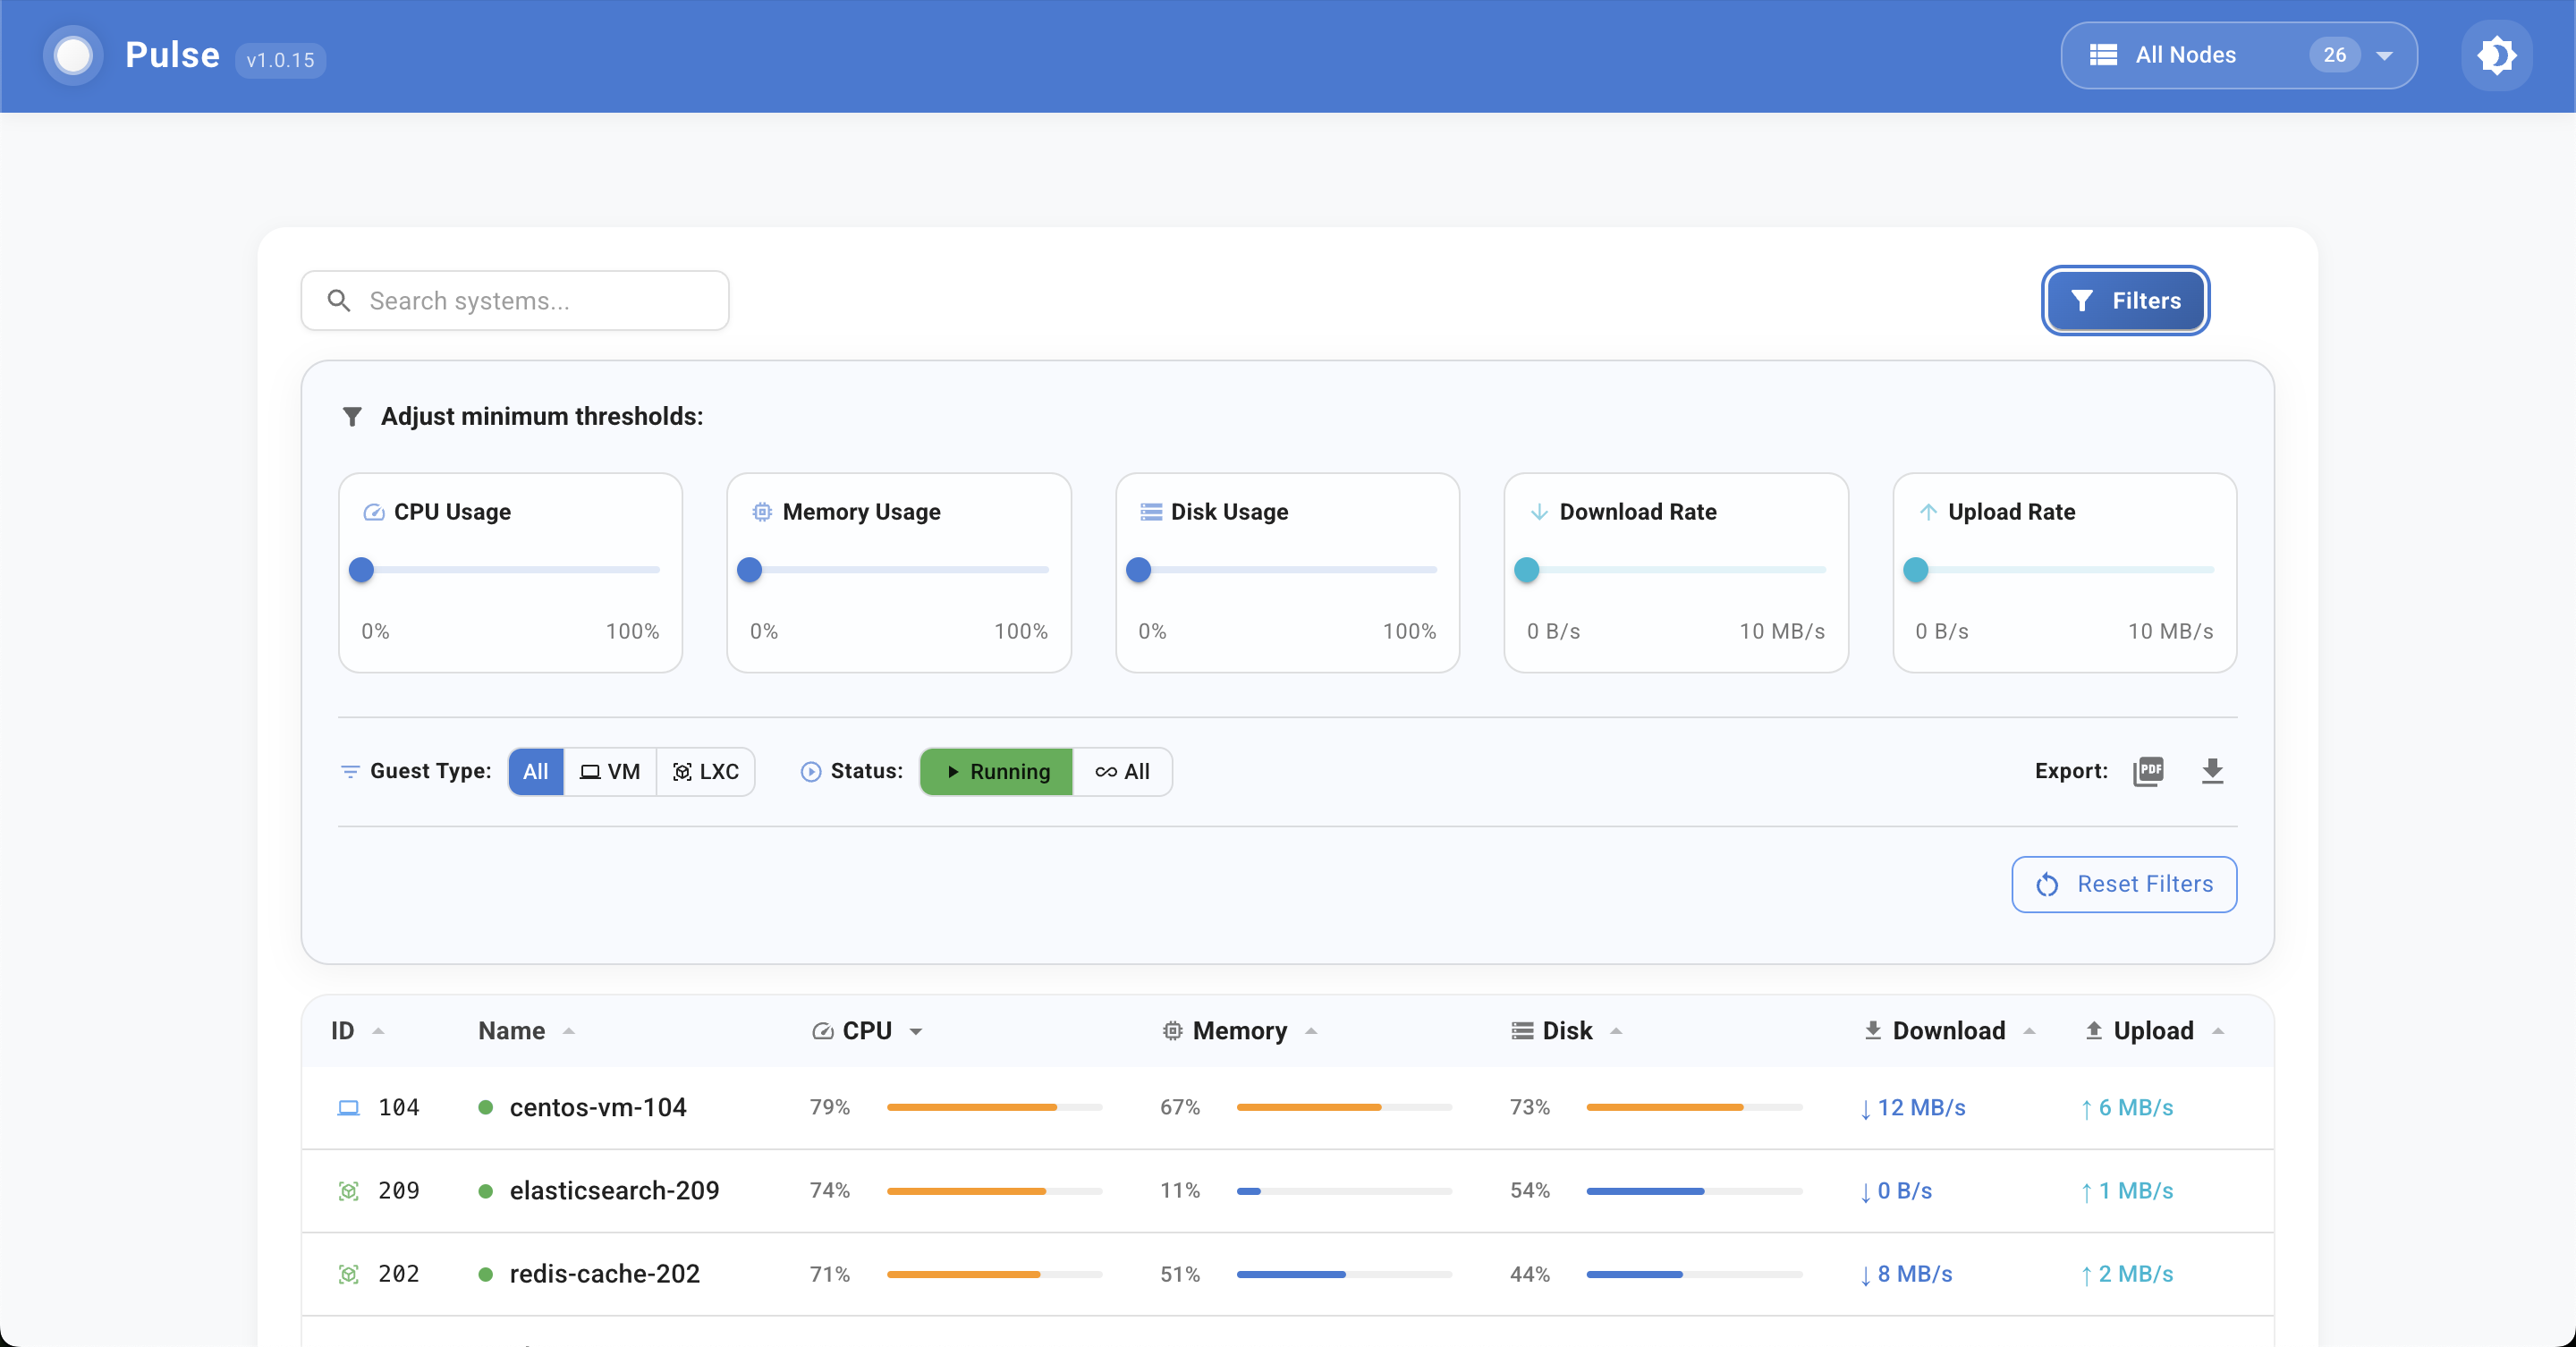 Pulse v1.0.15 All Nodes 26
Search systems... Filters
Adjust minimum thresholds:
CPU Usage Memory Usage Disk Usage Download Rate Upload Rate
0% 100% 0% 100% 0% 100% 0 B/s 10 MB/s 0 B/s 10 MB/s
Guest Type: All VM LXC Status: Running All Export: PDF
Reset Filters
ID Name CPU Memory Disk Download Upload
104 centos-vm-104 79% 67% 73% ↓ 12 MB/s ↑ 6 MB/s
209 elasticsearch-209 74% 11% 54% ↓ 0 B/s ↑ 1 MB/s
202 redis-cache-202 71% 51% 44% ↓ 8 MB/s ↑ 2 MB/s